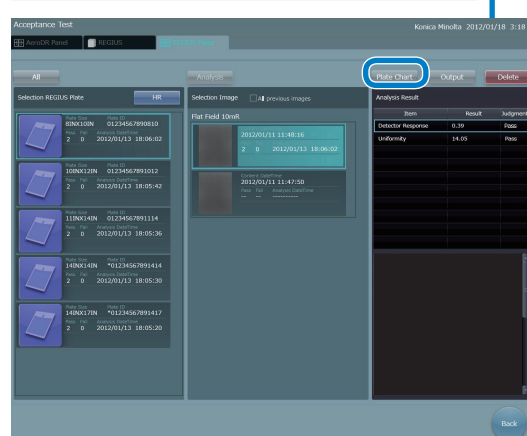 Acceptance Test
Konica Minolta 2012/01/18 3:18
AeroDR Panel
REGIUS
All
Analysis
Plate Chart
Output
Delete
Selection REGIUS Plate
HR
Selection Image
All previous images
Analysis Result
Flat Field 10mR
Item Result Judgment
Detector Response 0.39 Pass
Uniformity 14.05 Pass
Plate Size Plate ID
8INX10IN 01234567890810
Pass Fail Analysis DateTime
2 0 2012/01/13 18:06:02
Plate Size Plate ID
10INX12IN 01234567891012
Pass Fail Analysis DateTime
2 0 2012/01/13 18:05:42
Plate Size Plate ID
11INX14IN 01234567891114
Pass Fail Analysis DateTime
2 0 2012/01/13 18:05:36
Plate Size Plate ID
14INX14IN *01234567891414
Pass Fail Analysis DateTime
2 0 2012/01/13 18:05:30
Plate Size Plate ID
14INX17IN *01234567891417
Pass Fail Analysis DateTime
2 0 2012/01/13 18:05:20
2012/01/11 11:48:16
2 0 2012/01/13 18:06:02
Content DateTime
2012/01/11 11:47:50
Pass Fail Analysis DateTime
-- -- ----------
Back